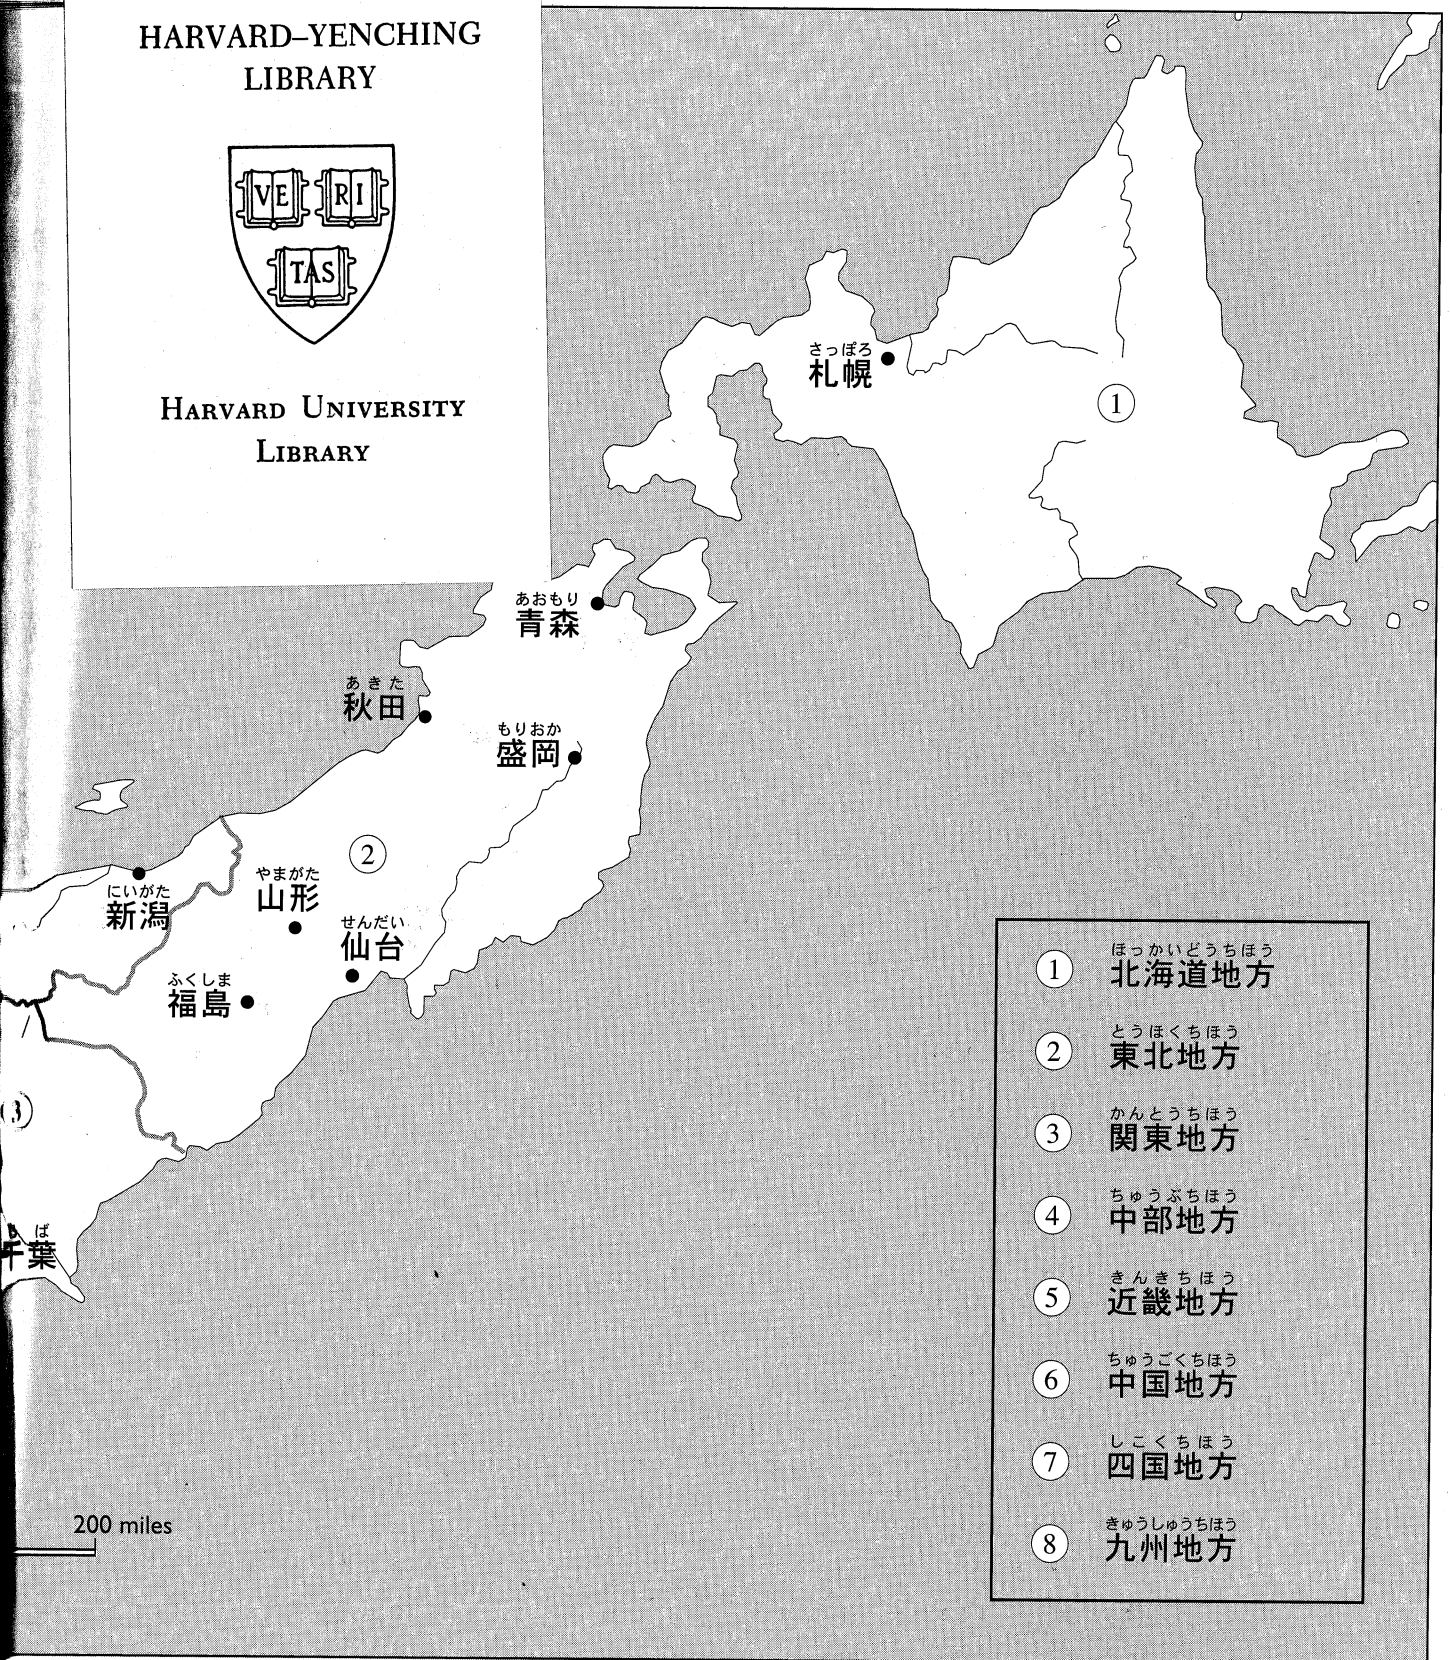 HARVARD–YENCHING
LIBRARY
VE RI
TAS
HARVARD UNIVERSITY
LIBRARY
さっぽろ
札幌
1
あおもり
青森
あきた
秋田
もりおか
盛岡
2
にいがた
新潟
やまがた
山形
せんだい
仙台
ふくしま
福島
3
ば
千葉
200 miles
1 ほっかいどうちほう
北海道地方
2 とうほくちほう
東北地方
3 かんとうちほう
関東地方
4 ちゅうぶちほう
中部地方
5 きんきちほう
近畿地方
6 ちゅうごくちほう
中国地方
7 しこくちほう
四国地方
8 きゅうしゅうちほう
九州地方